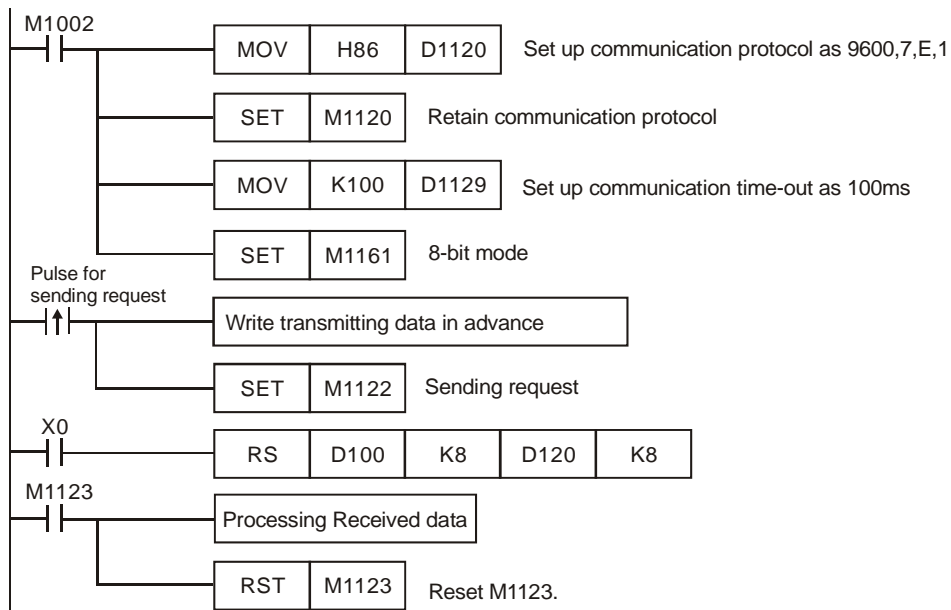 M1002
MOV H86 D1120 Set up communication protocol as 9600,7,E,1
SET M1120 Retain communication protocol
MOV K100 D1129 Set up communication time-out as 100ms
SET M1161 8-bit mode
Pulse for
sending request
Write transmitting data in advance
SET M1122 Sending request
X0
RS D100 K8 D120 K8
M1123
Processing Received data
RST M1123 Reset M1123.